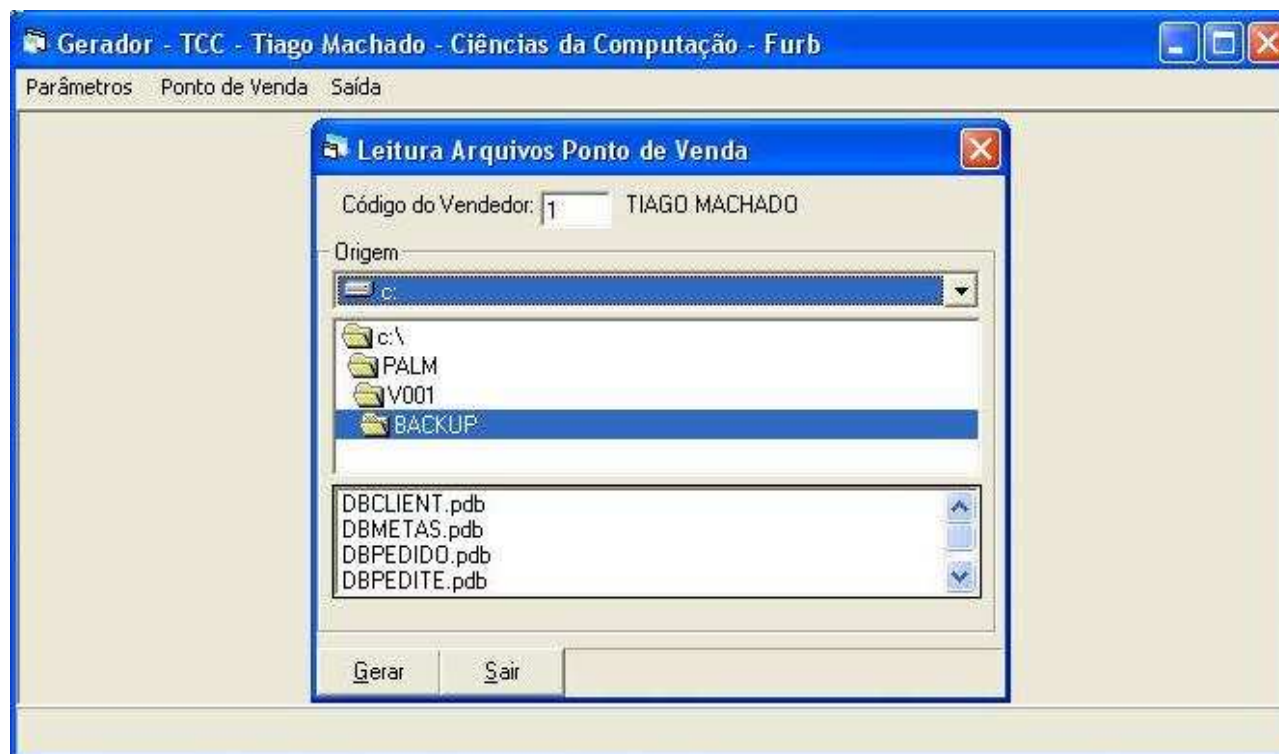 Gerador - TCC - Tiago Machado - Ciências da Computação - Furb
Parâmetros Ponto de Venda Saída
Leitura Arquivos Ponto de Venda
Código do Vendedor: 1 TIAGO MACHADO
Origem
c:
c:\
PALM
V001
BACKUP
DBCLIENT.pdb
DBMETAS.pdb
DBPEDIDO.pdb
DBPEDITE.pdb
Gerar Sair